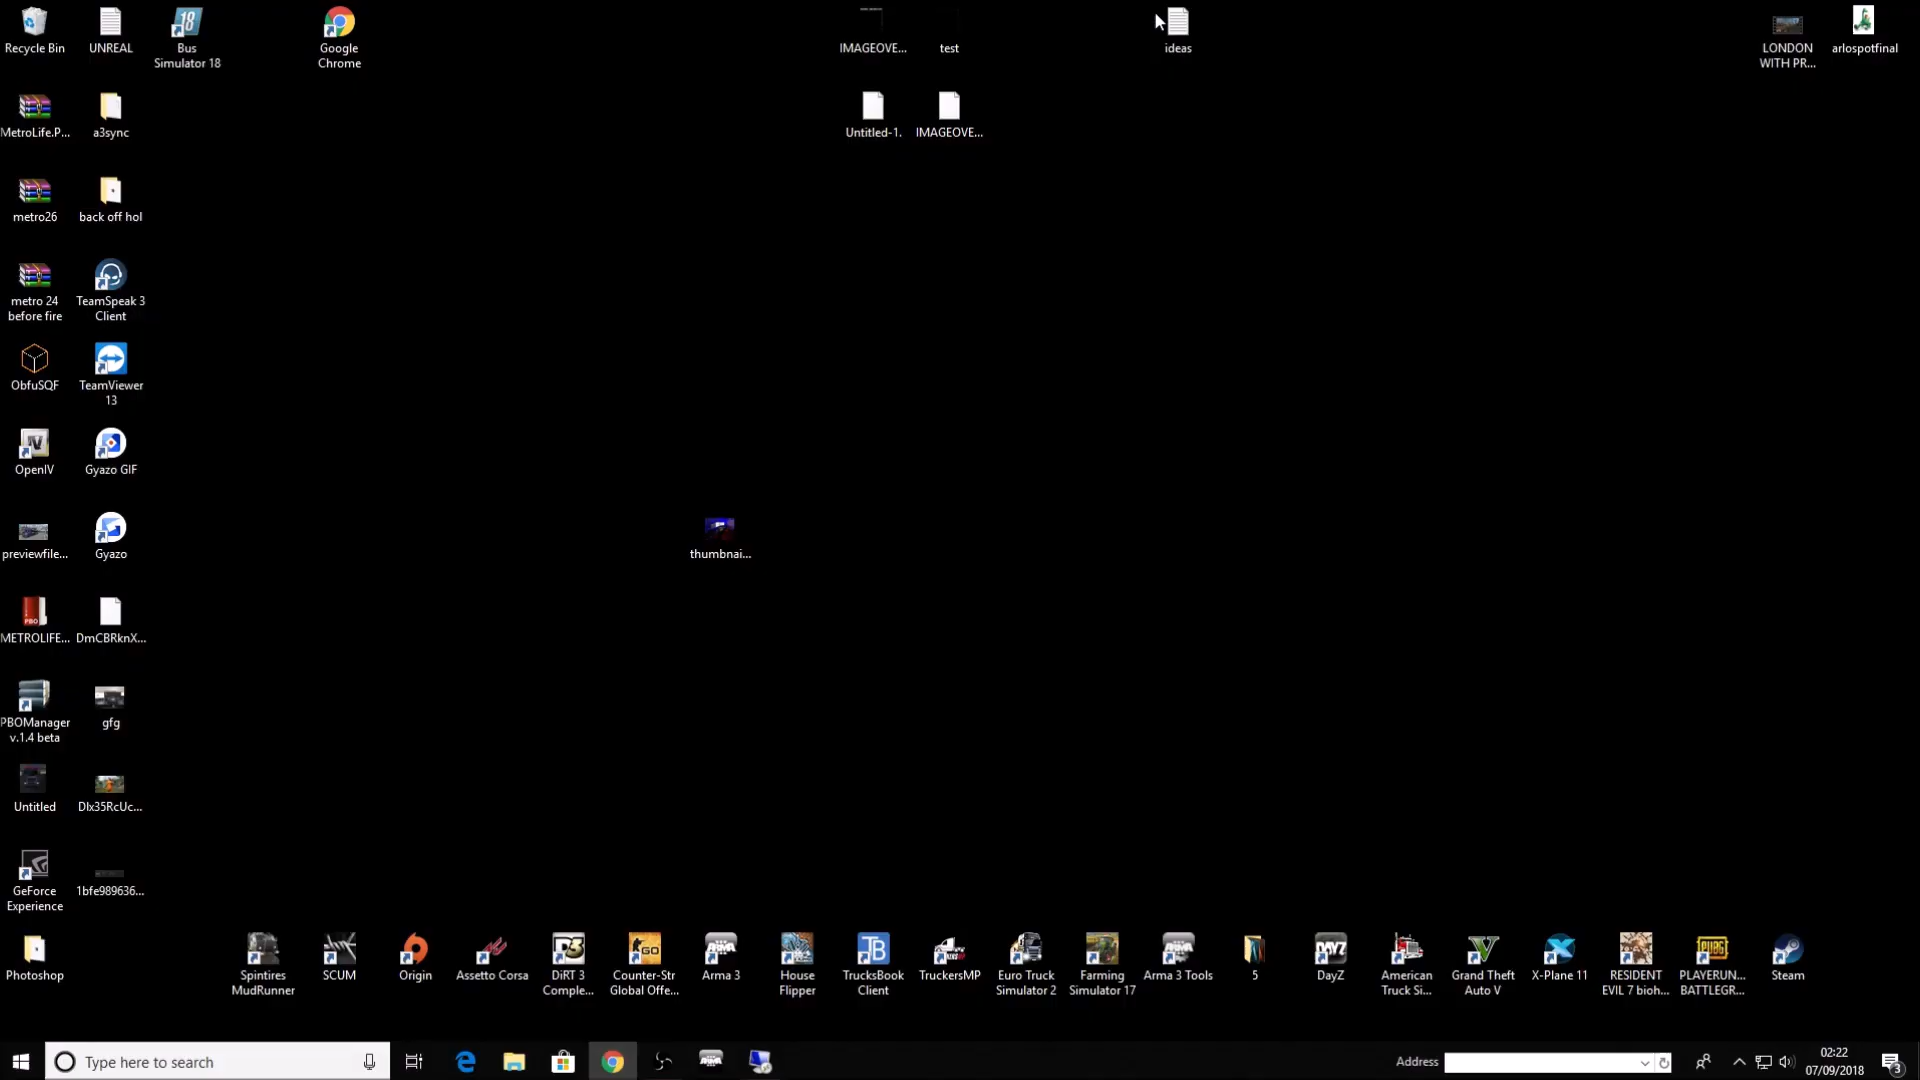 Recycle Bin
UNREAL
Bus
Simulator 18
Google
Chrome
IMAGEOVE...
test
ideas
LONDON
WITH PR...
arlospotfinal
MetroLife.P...
a3sync
Untitled-1.
IMAGEOVE...
metro26
back off hol
metro 24
before fire
TeamSpeak 3
Client
ObfuSQF
TeamViewer
13
OpenIV
Gyazo GIF
previewfile...
Gyazo
thumbnai...
METROLIFE...
DmCBRknX...
PBOManager
v.1.4 beta
gfg
Untitled
DIx35RcUc...
GeForce
Experience
1bfe989636...
Photoshop
Spintires
MudRunner
SCUM
Origin
Assetto Corsa
DiRT 3
Comple...
Counter-Str
Global Offe...
Arma 3
House
Flipper
TrucksBook
Client
TruckersMP
Euro Truck
Simulator 2
Farming
Simulator 17
Arma 3 Tools
5
DayZ
American
Truck Si...
Grand Theft
Auto V
X-Plane 11
RESIDENT
EVIL 7 bioh...
PLAYERUN...
BATTLEGR...
Steam
Type here to search
Address
02:22
07/09/2018
3